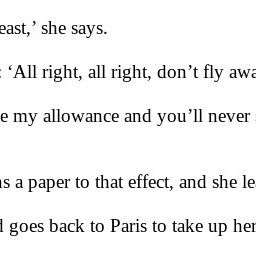 east,’ she says.
: ‘All right, all right, don’t fly awa
e my allowance and you’ll never
s a paper to that effect, and she le
goes back to Paris to take up her